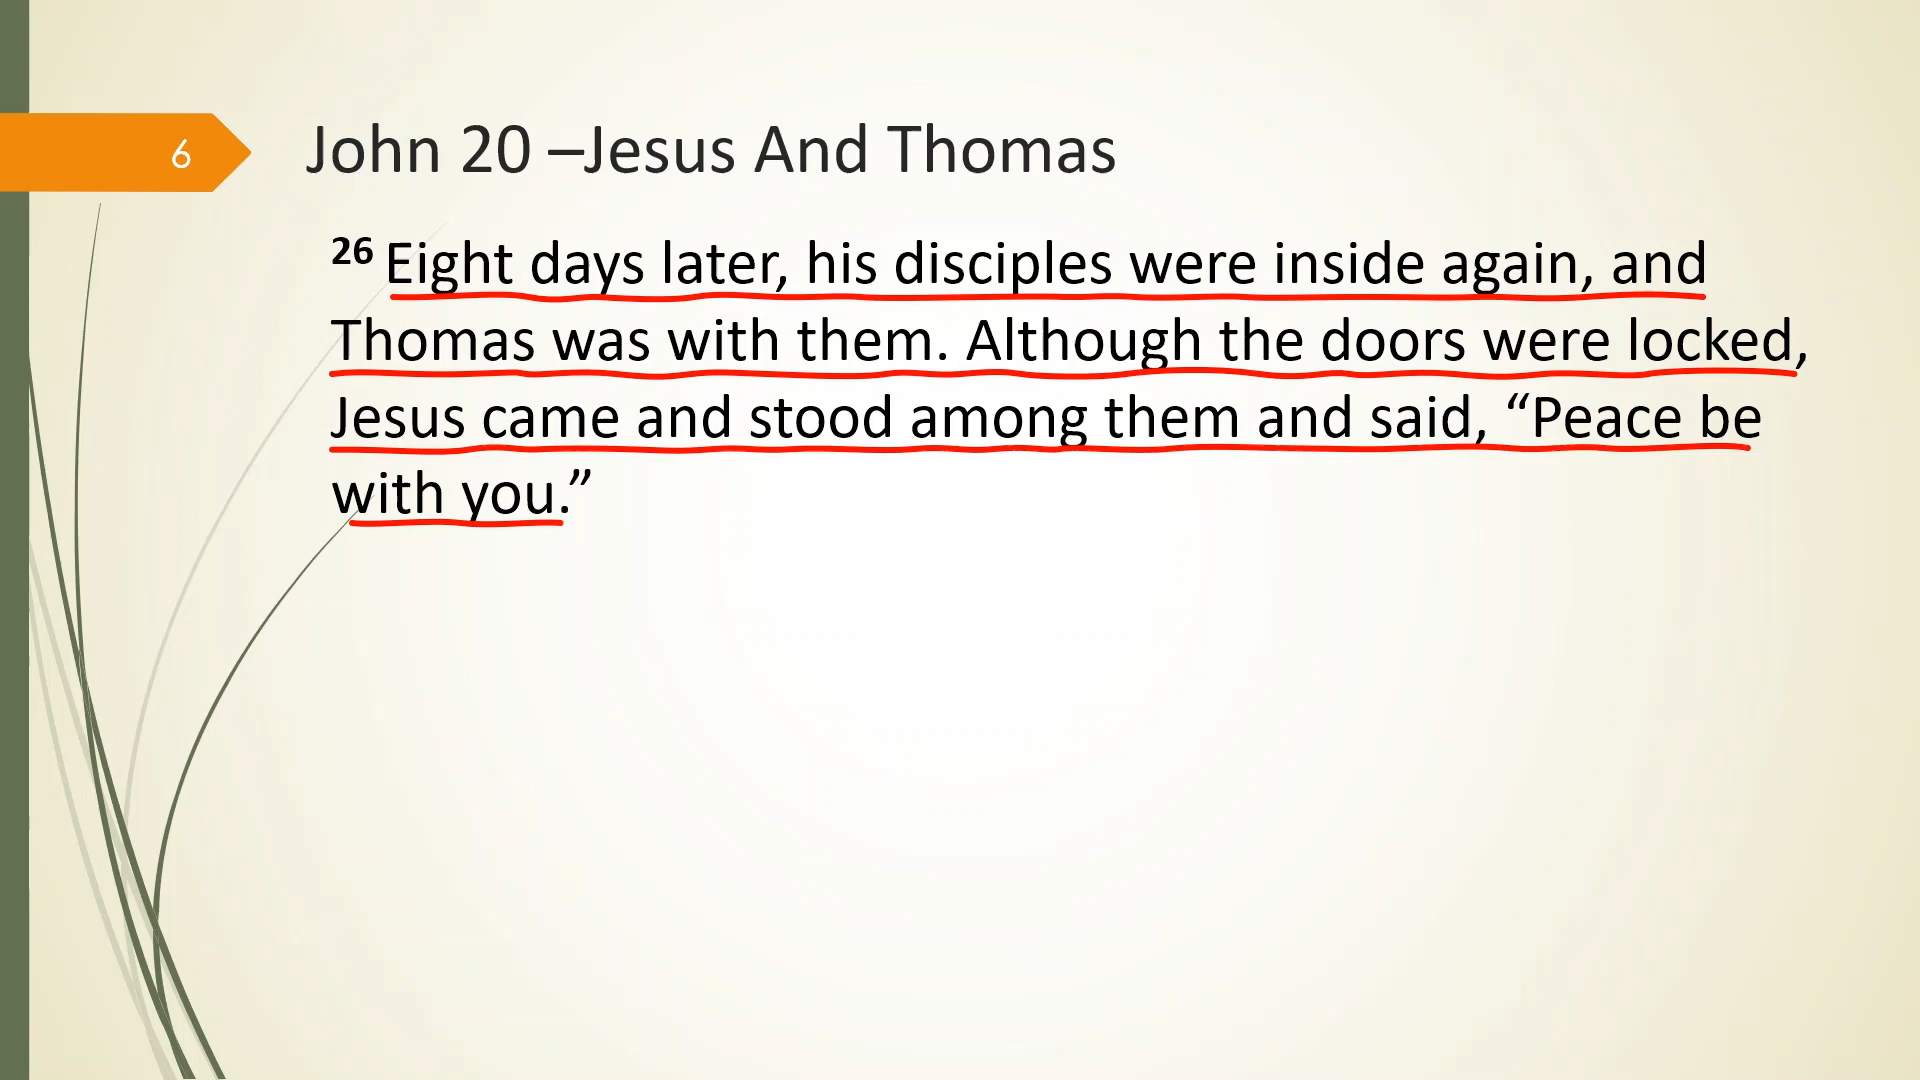 6
John 20 –Jesus And Thomas
26 Eight days later, his disciples were inside again, and
Thomas was with them. Although the doors were locked,
Jesus came and stood among them and said, “Peace be
with you.”